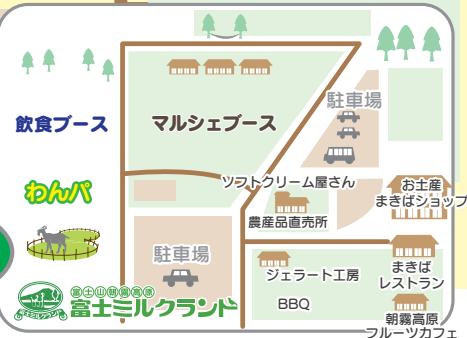 駐車場
飲食ブース
マルシェブース
わんパ
ソフトクリーム屋さん
お土産
まきばショップ
農産品直売所
駐車場
ジェラート工房
まきば
レストラン
BBQ
富士山朝霧高原
富士ミルクランド
朝霧高原
フルーツカフェ